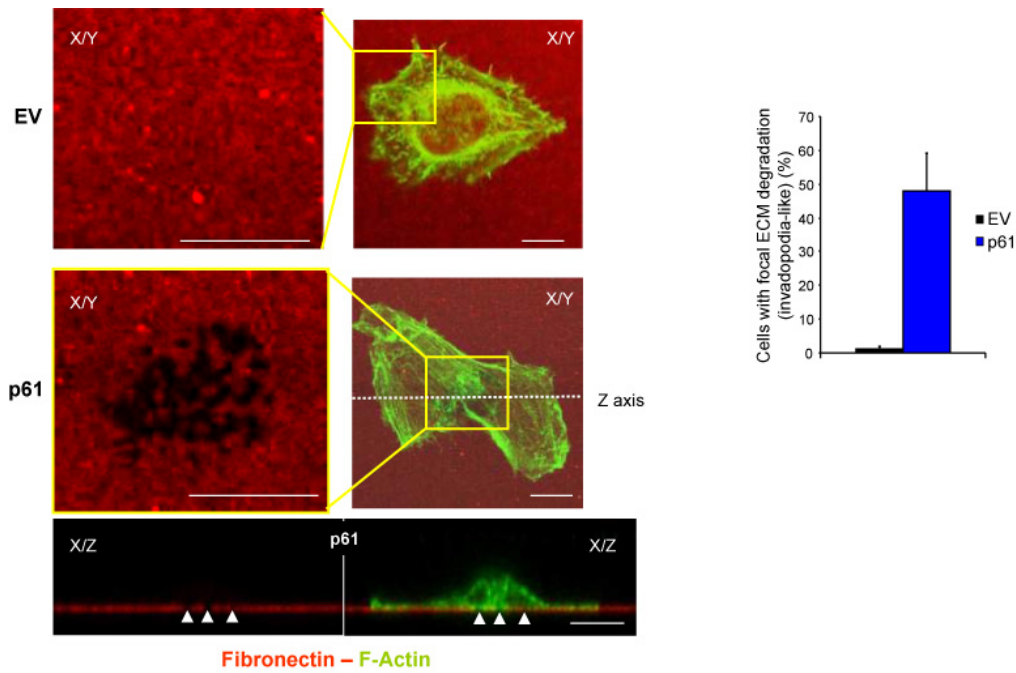 X/Y
X/Y
EV
X/Y
X/Y
p61
Z axis
X/Z
p61
X/Z
Fibronectin – F-Actin
Cells with focal ECM degradation
(invadopodia-like) (%)
70
60
50
40
30
20
10
0
EV
p61